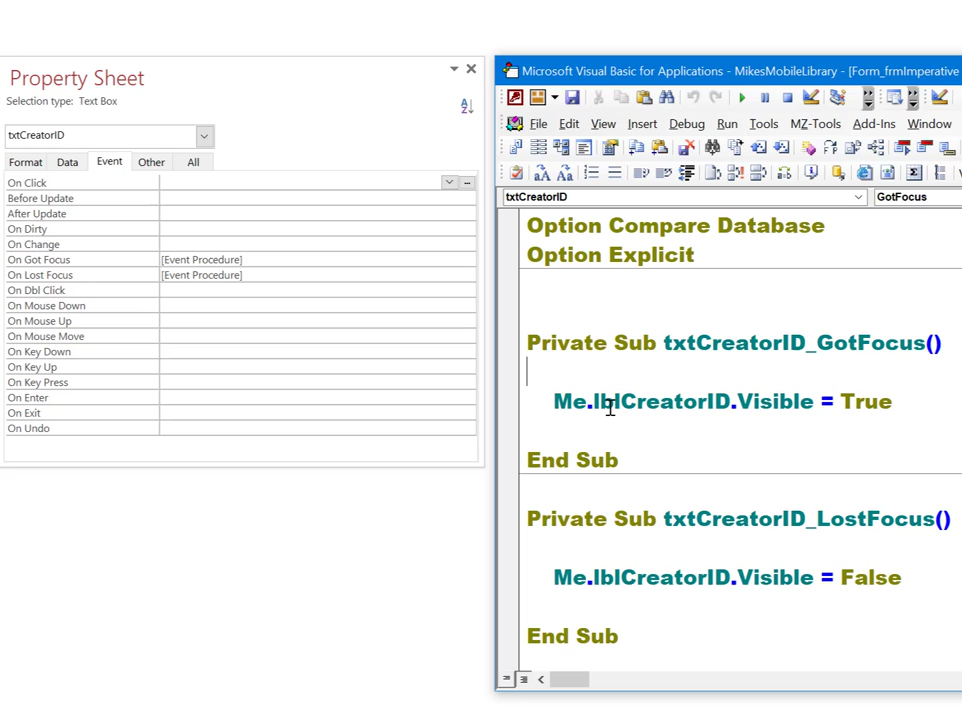 Property Sheet
Selection type: Text Box
txtCreatorID
Format Data Event Other All
On Click
Before Update
After Update
On Dirty
On Change
On Got Focus [Event Procedure]
On Lost Focus [Event Procedure]
On Dbl Click
On Mouse Down
On Mouse Up
On Mouse Move
On Key Down
On Key Up
On Key Press
On Enter
On Exit
On Undo
Microsoft Visual Basic for Applications - MikesMobileLibrary - [Form_frmImperative
File Edit View Insert Debug Run Tools MZ-Tools Add-Ins Window
txtCreatorID GotFocus
Option Compare Database
Option Explicit
Private Sub txtCreatorID_GotFocus()
Me.lblCreatorID.Visible = True
End Sub
Private Sub txtCreatorID_LostFocus()
Me.lblCreatorID.Visible = False
End Sub